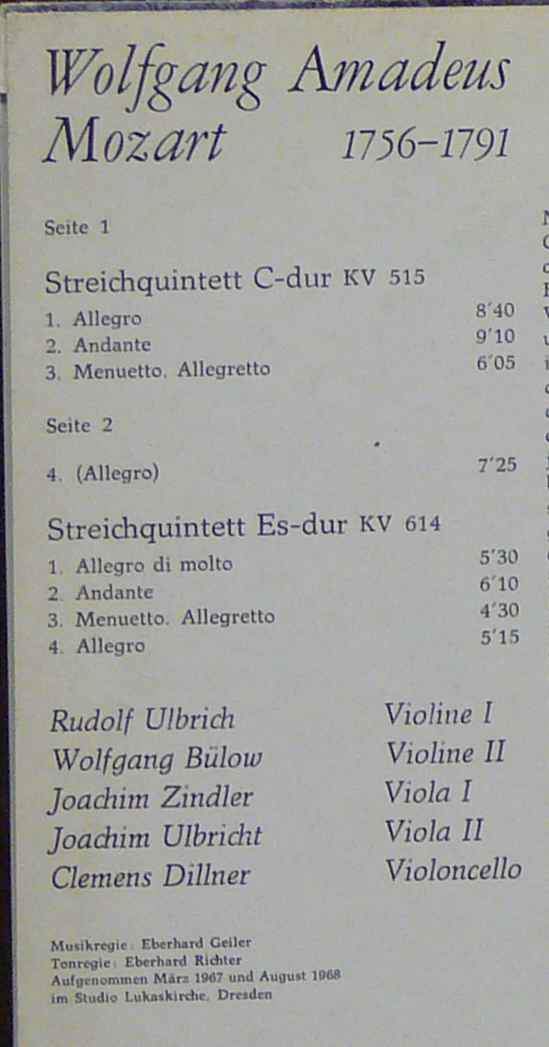 Wolfgang Amadeus
Mozart 1756–1791
Seite 1
Streichquintett C-dur KV 515
1. Allegro 8´40
2. Andante 9´10
3. Menuetto. Allegretto 6´05
Seite 2
4. (Allegro) 7´25
Streichquintett Es-dur KV 614
1. Allegro di molto 5´30
2. Andante 6´10
3. Menuetto. Allegretto 4´30
4. Allegro 5´15
Rudolf Ulbrich Violine I
Wolfgang Bülow Violine II
Joachim Zindler Viola I
Joachim Ulbricht Viola II
Clemens Dillner Violoncello
Musikregie: Eberhard Geiler
Tonregie: Eberhard Richter
Aufgenommen März 1967 und August 1968
im Studio Lukaskirche, Dresden